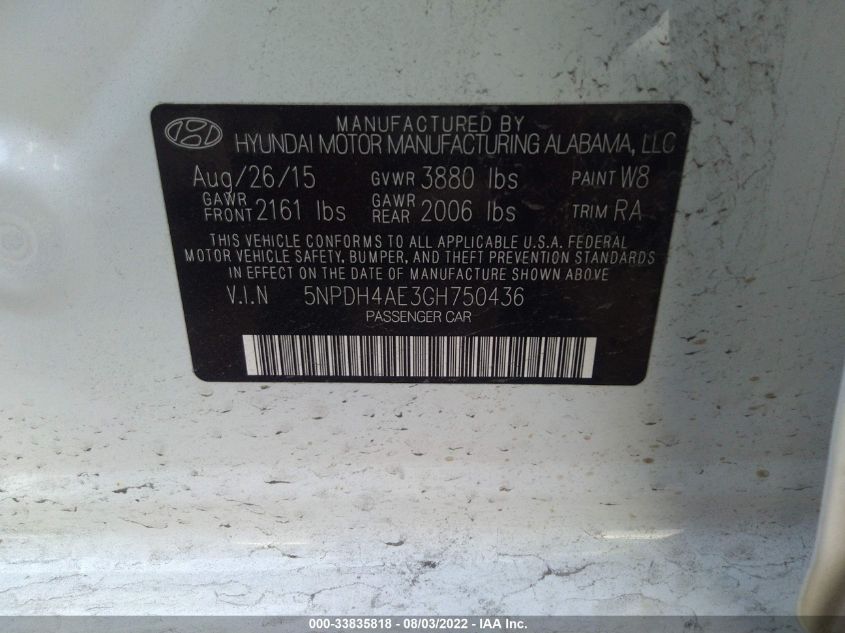 MANUFACTURED BY
HYUNDAI MOTOR MANUFACTURING ALABAMA, LLC
Aug/26/15 GVWR 3880 lbs PAINT W8
GAWR FRONT 2161 lbs GAWR REAR 2006 lbs TRIM RA
THIS VEHICLE CONFORMS TO ALL APPLICABLE U.S.A. FEDERAL
MOTOR VEHICLE SAFETY, BUMPER, AND THEFT PREVENTION STANDARDS
IN EFFECT ON THE DATE OF MANUFACTURE SHOWN ABOVE
V.I.N 5NPDH4AE3GH750436
PASSENGER CAR
000-33835818 - 08/03/2022 - IAA Inc.